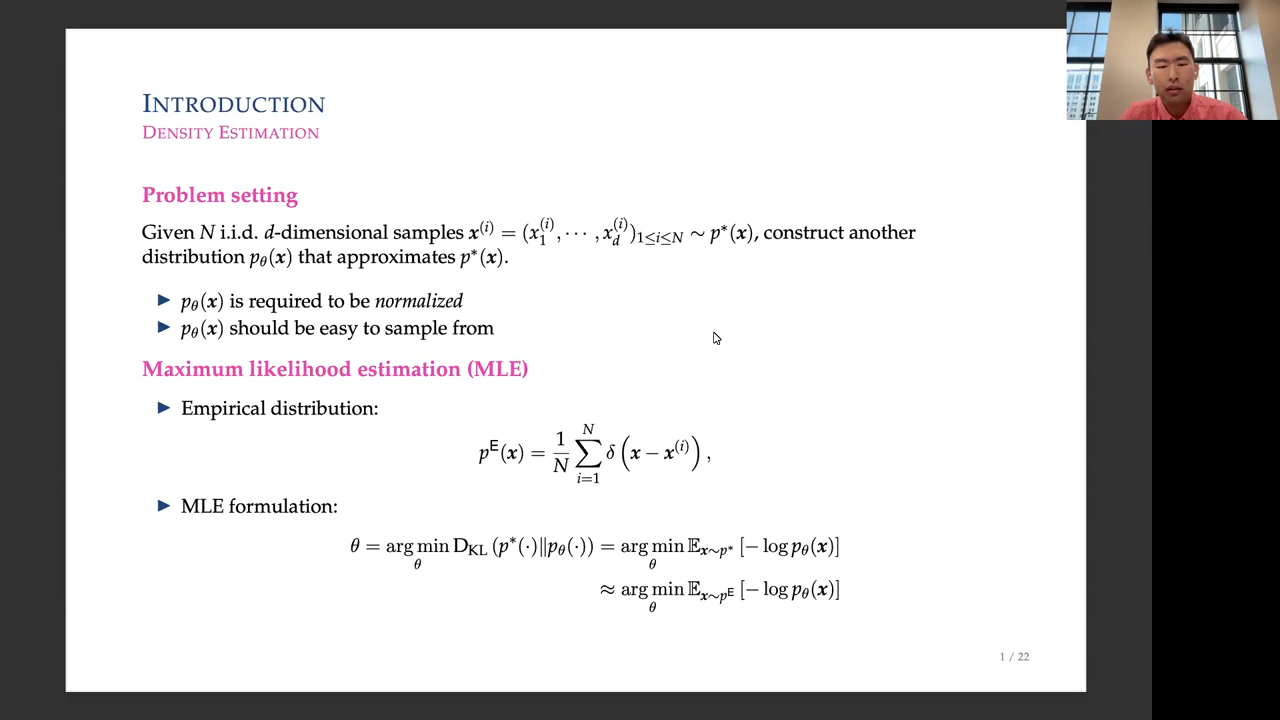 INTRODUCTION
DENSITY ESTIMATION
Problem setting
Given N i.i.d. d-dimensional samples x^(i) = (x_1^(i), ⋯ , x_d^(i))_{1≤i≤N} ∼ p*(x), construct another
distribution p_θ(x) that approximates p*(x).
▶ p_θ(x) is required to be normalized
▶ p_θ(x) should be easy to sample from
Maximum likelihood estimation (MLE)
▶ Empirical distribution:
p^E(x) = 1/N ∑_{i=1}^{N} δ (x − x^(i)) ,
▶ MLE formulation:
θ = arg min_θ D_KL (p*(·)‖p_θ(·)) = arg min_θ 𝔼_{x∼p*} [− log p_θ(x)]
≈ arg min_θ 𝔼_{x∼p^E} [− log p_θ(x)]
1 / 22